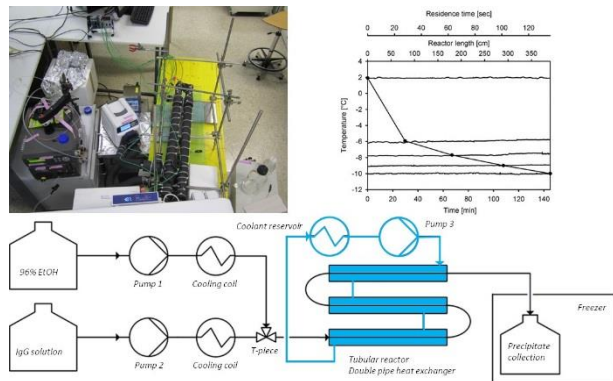 Residence time [sec]
0 20 40 60 80 100 120
Reactor length [cm]
0 50 100 150 200 250 300 350
Temperature [°C]
4
2
0
-2
-4
-6
-8
-10
-12
0 20 40 60 80 100 120 140
Time [min]
Coolant reservoir
Pump 3
96% EtOH
Pump 1
Cooling coil
IgG solution
Pump 2
Cooling coil
T-piece
Tubular reactor
Double pipe heat exchanger
Freezer
Precipitate
collection